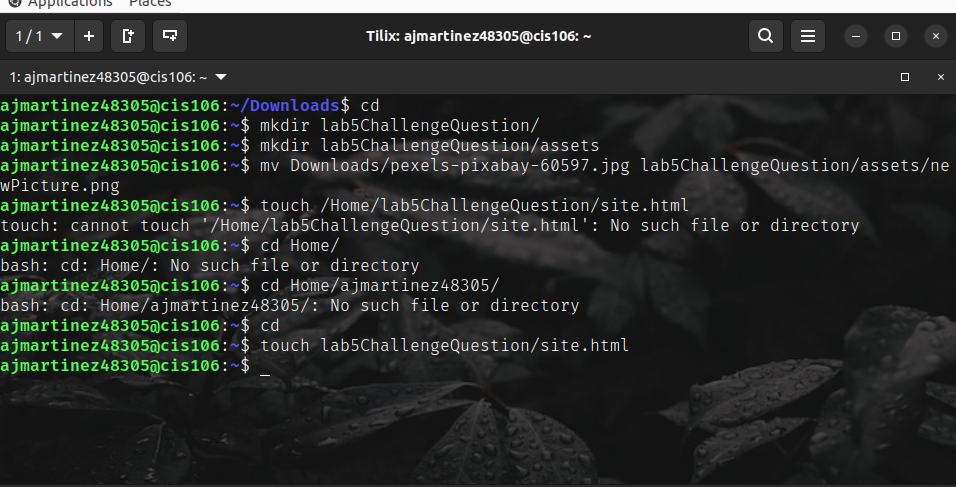 Applications Places
1 / 1
Tilix: ajmartinez48305@cis106: ~
1: ajmartinez48305@cis106: ~
ajmartinez48305@cis106:~/Downloads$ cd
ajmartinez48305@cis106:~$ mkdir lab5ChallengeQuestion/
ajmartinez48305@cis106:~$ mkdir lab5ChallengeQuestion/assets
ajmartinez48305@cis106:~$ mv Downloads/pexels-pixabay-60597.jpg lab5ChallengeQuestion/assets/ne
wPicture.png
ajmartinez48305@cis106:~$ touch /Home/lab5ChallengeQuestion/site.html
touch: cannot touch '/Home/lab5ChallengeQuestion/site.html': No such file or directory
ajmartinez48305@cis106:~$ cd Home/
bash: cd: Home/: No such file or directory
ajmartinez48305@cis106:~$ cd Home/ajmartinez48305/
bash: cd: Home/ajmartinez48305/: No such file or directory
ajmartinez48305@cis106:~$ cd
ajmartinez48305@cis106:~$ touch lab5ChallengeQuestion/site.html
ajmartinez48305@cis106:~$ _